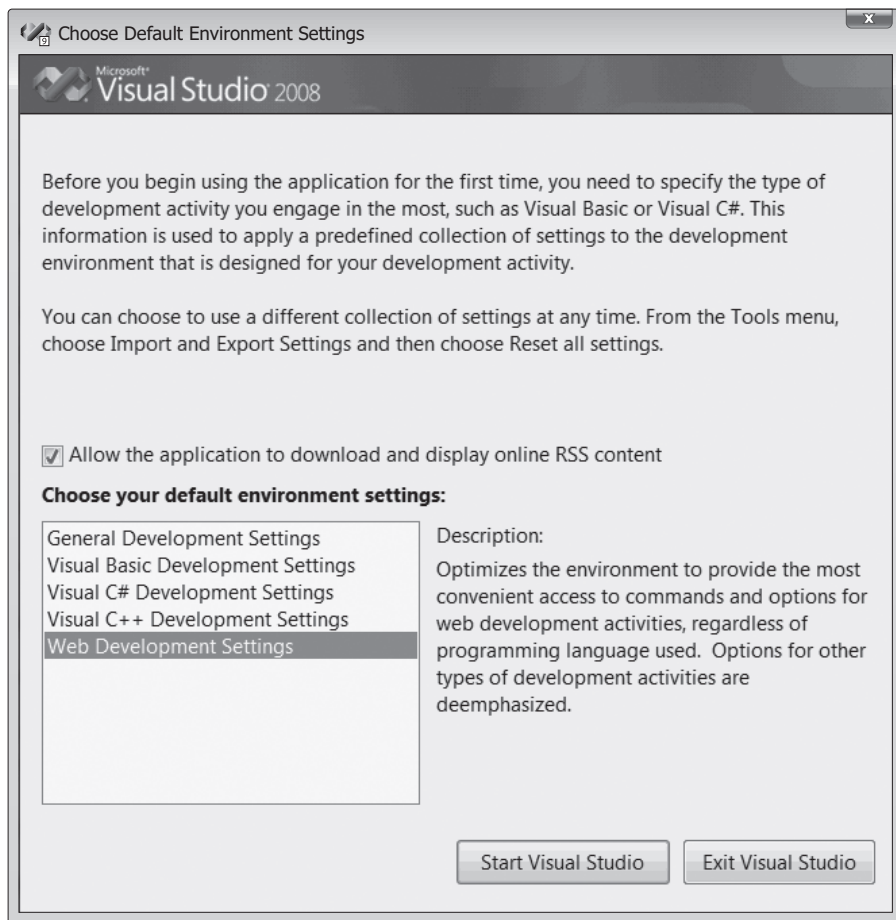 Choose Default Environment Settings
x
9
Microsoft®
Visual Studio® 2008
Before you begin using the application for the first time, you need to specify the type of
development activity you engage in the most, such as Visual Basic or Visual C#. This
information is used to apply a predefined collection of settings to the development
environment that is designed for your development activity.
You can choose to use a different collection of settings at any time. From the Tools menu,
choose Import and Export Settings and then choose Reset all settings.
Allow the application to download and display online RSS content
Choose your default environment settings:
General Development Settings
Visual Basic Development Settings
Visual C# Development Settings
Visual C++ Development Settings
Web Development Settings
Description:
Optimizes the environment to provide the most
convenient access to commands and options for
web development activities, regardless of
programming language used.  Options for other
types of development activities are
deemphasized.
Start Visual Studio
Exit Visual Studio